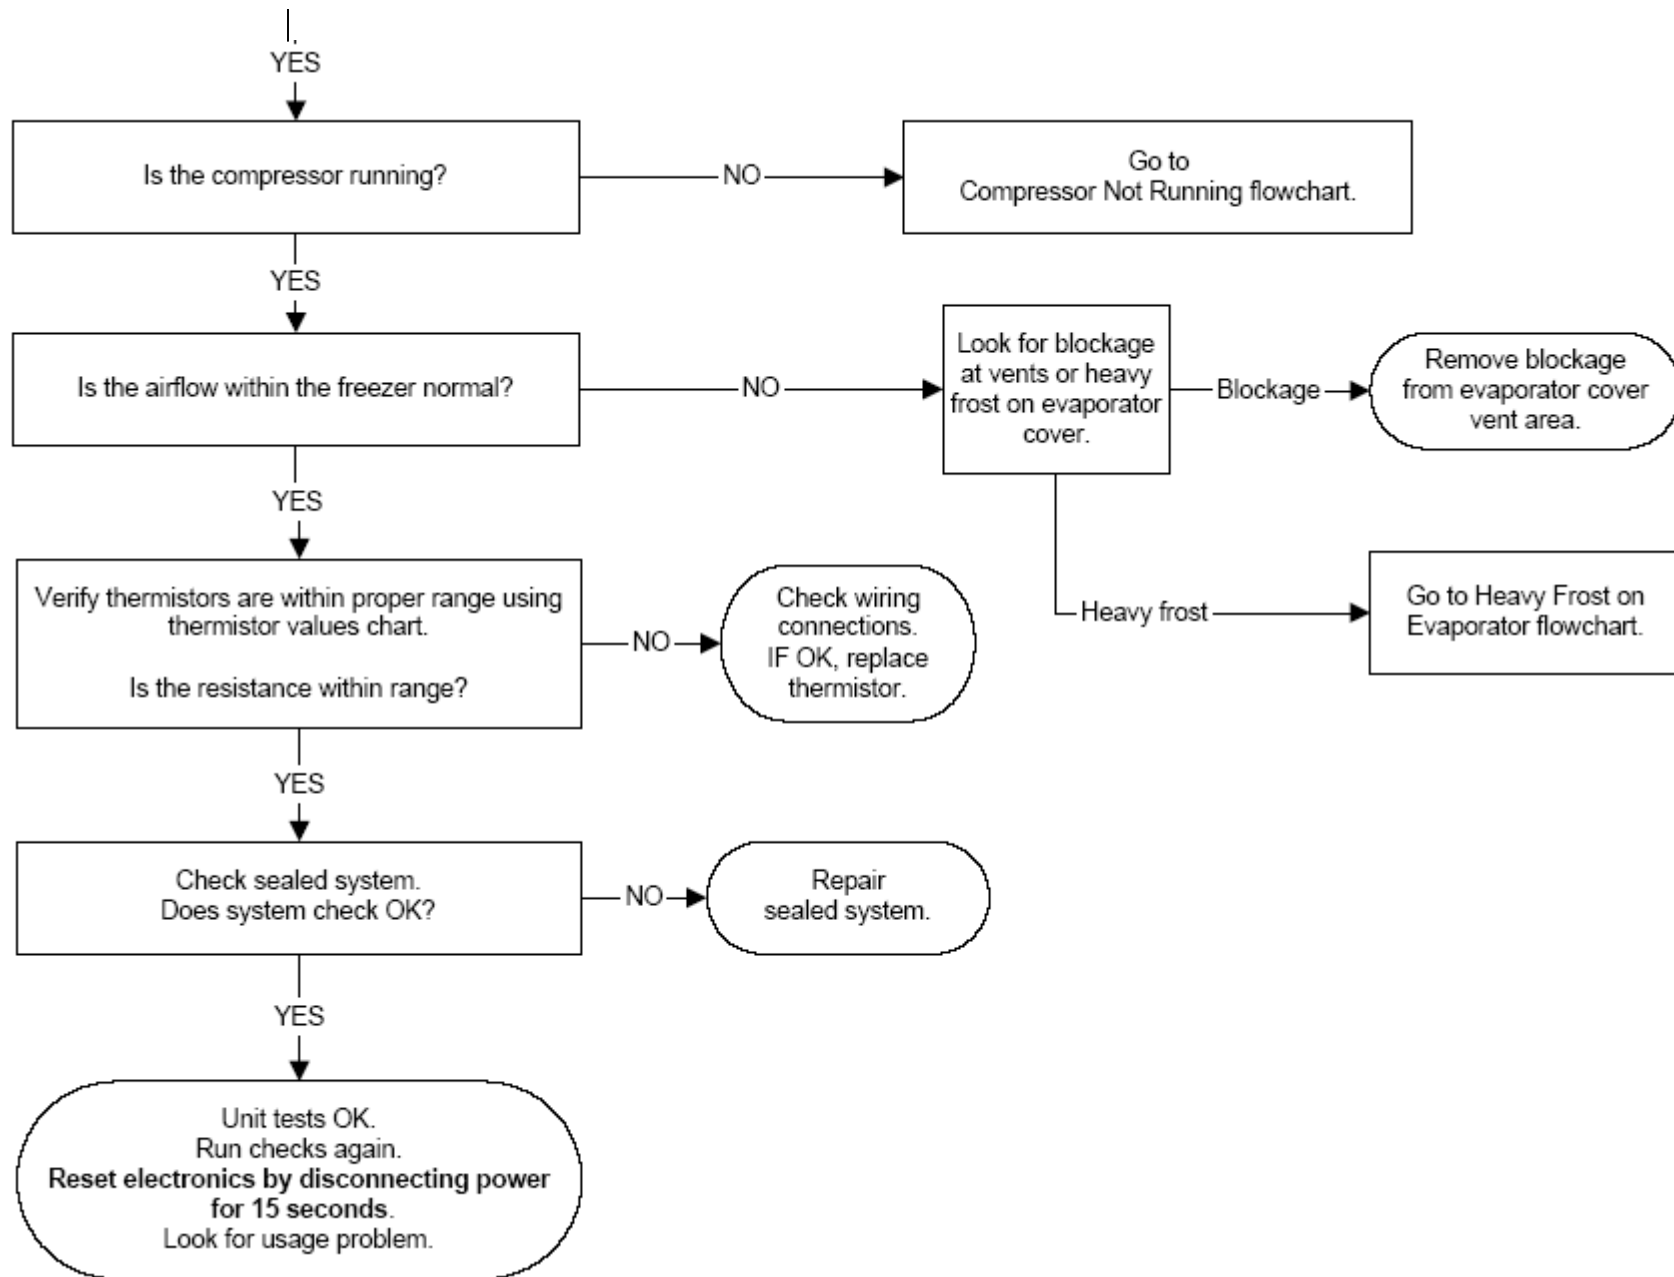 YES
Is the compressor running?
NO
Go to
Compressor Not Running flowchart.
YES
Is the airflow within the freezer normal?
NO
Look for blockage
at vents or heavy
frost on evaporator
cover.
Blockage
Remove blockage
from evaporator cover
vent area.
YES
Heavy frost
Go to Heavy Frost on
Evaporator flowchart.
Verify thermistors are within proper range using
thermistor values chart.
Is the resistance within range?
NO
Check wiring
connections.
IF OK, replace
thermistor.
YES
Check sealed system.
Does system check OK?
NO
Repair
sealed system.
YES
Unit tests OK.
Run checks again.
Reset electronics by disconnecting power
for 15 seconds.
Look for usage problem.